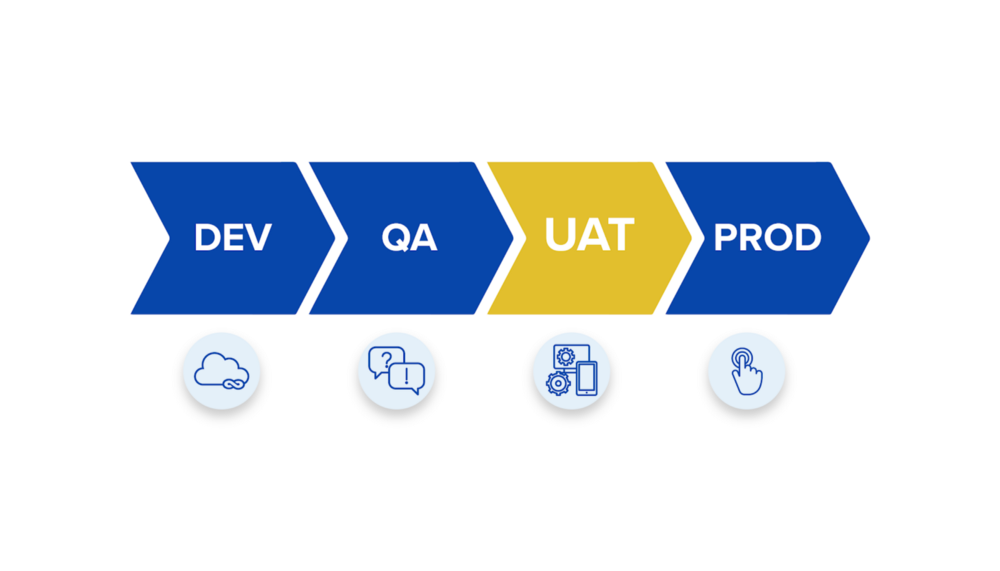 DEV
QA
UAT
PROD
? !